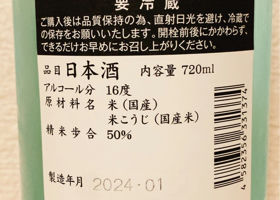 要冷蔵
ご購入後は品質保持の為、直射日光を避け、冷蔵で
の保存をお願いいたします。開栓前後にかかわらず、
できるだけお早めにお召し上がりください。
品目 日本酒 内容量 720ml
アルコール分 16度
原材料名 米(国産)
米こうじ(国産米)
精米歩合 50%
製造年月 2024-01
4582356331374